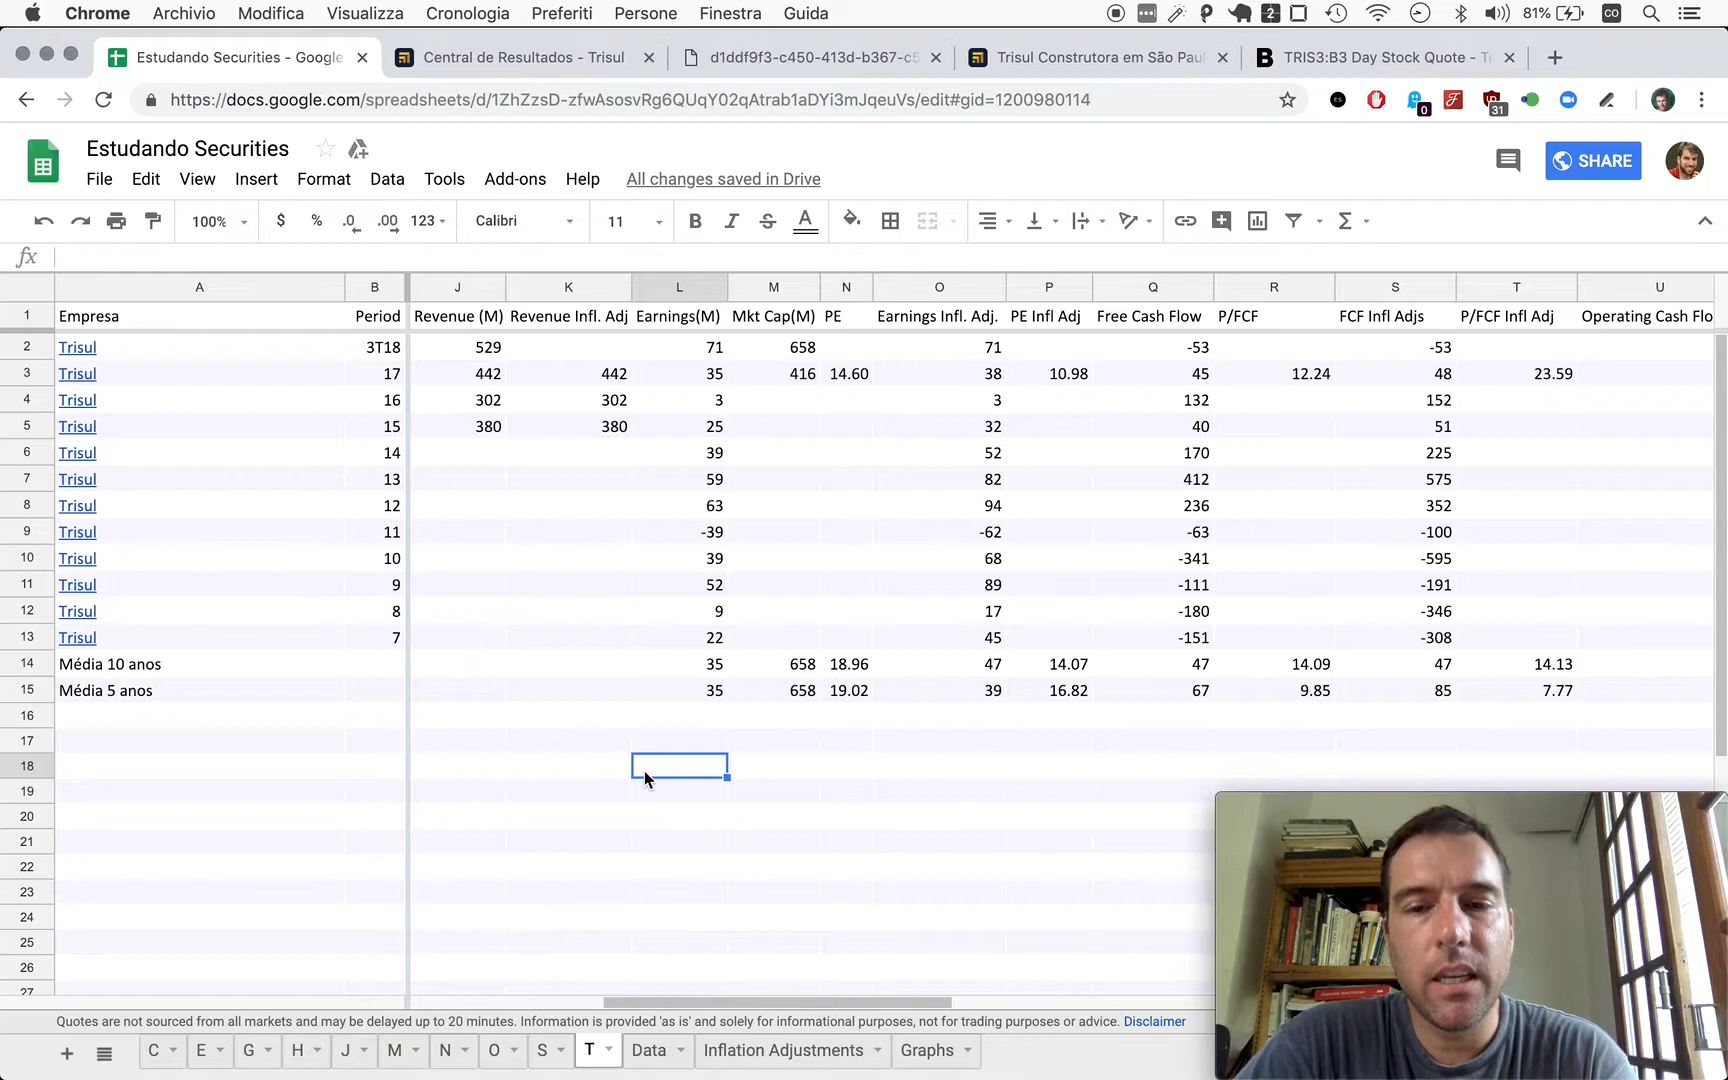 Chrome Archivio Modifica Visualizza Cronologia Preferiti Persone Finestra Guida 2 81% CO
Estudando Securities - Google Central de Resultados - Trisul d1ddf9f3-c450-413d-b367-c5 Trisul Construtora em São Paul TRIS3:B3 Day Stock Quote - Tr
https://docs.google.com/spreadsheets/d/1ZhZzsD-zfwAsosvRg6QUqY02qAtrab1aDYi3mJqeuVs/edit#gid=1200980114 0 31
Estudando Securities
File Edit View Insert Format Data Tools Add-ons Help All changes saved in Drive
SHARE
100% $ % .0 .00 123 Calibri 11 B I S A
fx
A B J K L M N O P Q R S T U
1 Empresa Period Revenue (M) Revenue Infl. Adj Earnings(M) Mkt Cap(M) PE Earnings Infl. Adj. PE Infl Adj Free Cash Flow P/FCF FCF Infl Adjs P/FCF Infl Adj Operating Cash Flo
2 Trisul 3T18 529 71 658 71 -53 -53
3 Trisul 17 442 442 35 416 14.60 38 10.98 45 12.24 48 23.59
4 Trisul 16 302 302 3 3 132 152
5 Trisul 15 380 380 25 32 40 51
6 Trisul 14 39 52 170 225
7 Trisul 13 59 82 412 575
8 Trisul 12 63 94 236 352
9 Trisul 11 -39 -62 -63 -100
10 Trisul 10 39 68 -341 -595
11 Trisul 9 52 89 -111 -191
12 Trisul 8 9 17 -180 -346
13 Trisul 7 22 45 -151 -308
14 Média 10 anos 35 658 18.96 47 14.07 47 14.09 47 14.13
15 Média 5 anos 35 658 19.02 39 16.82 67 9.85 85 7.77
16
17
18
19
20
21
22
23
24
25
26
27
Quotes are not sourced from all markets and may be delayed up to 20 minutes. Information is provided 'as is' and solely for informational purposes, not for trading purposes or advice. Disclaimer
C E G H J M N O S T Data Inflation Adjustments Graphs